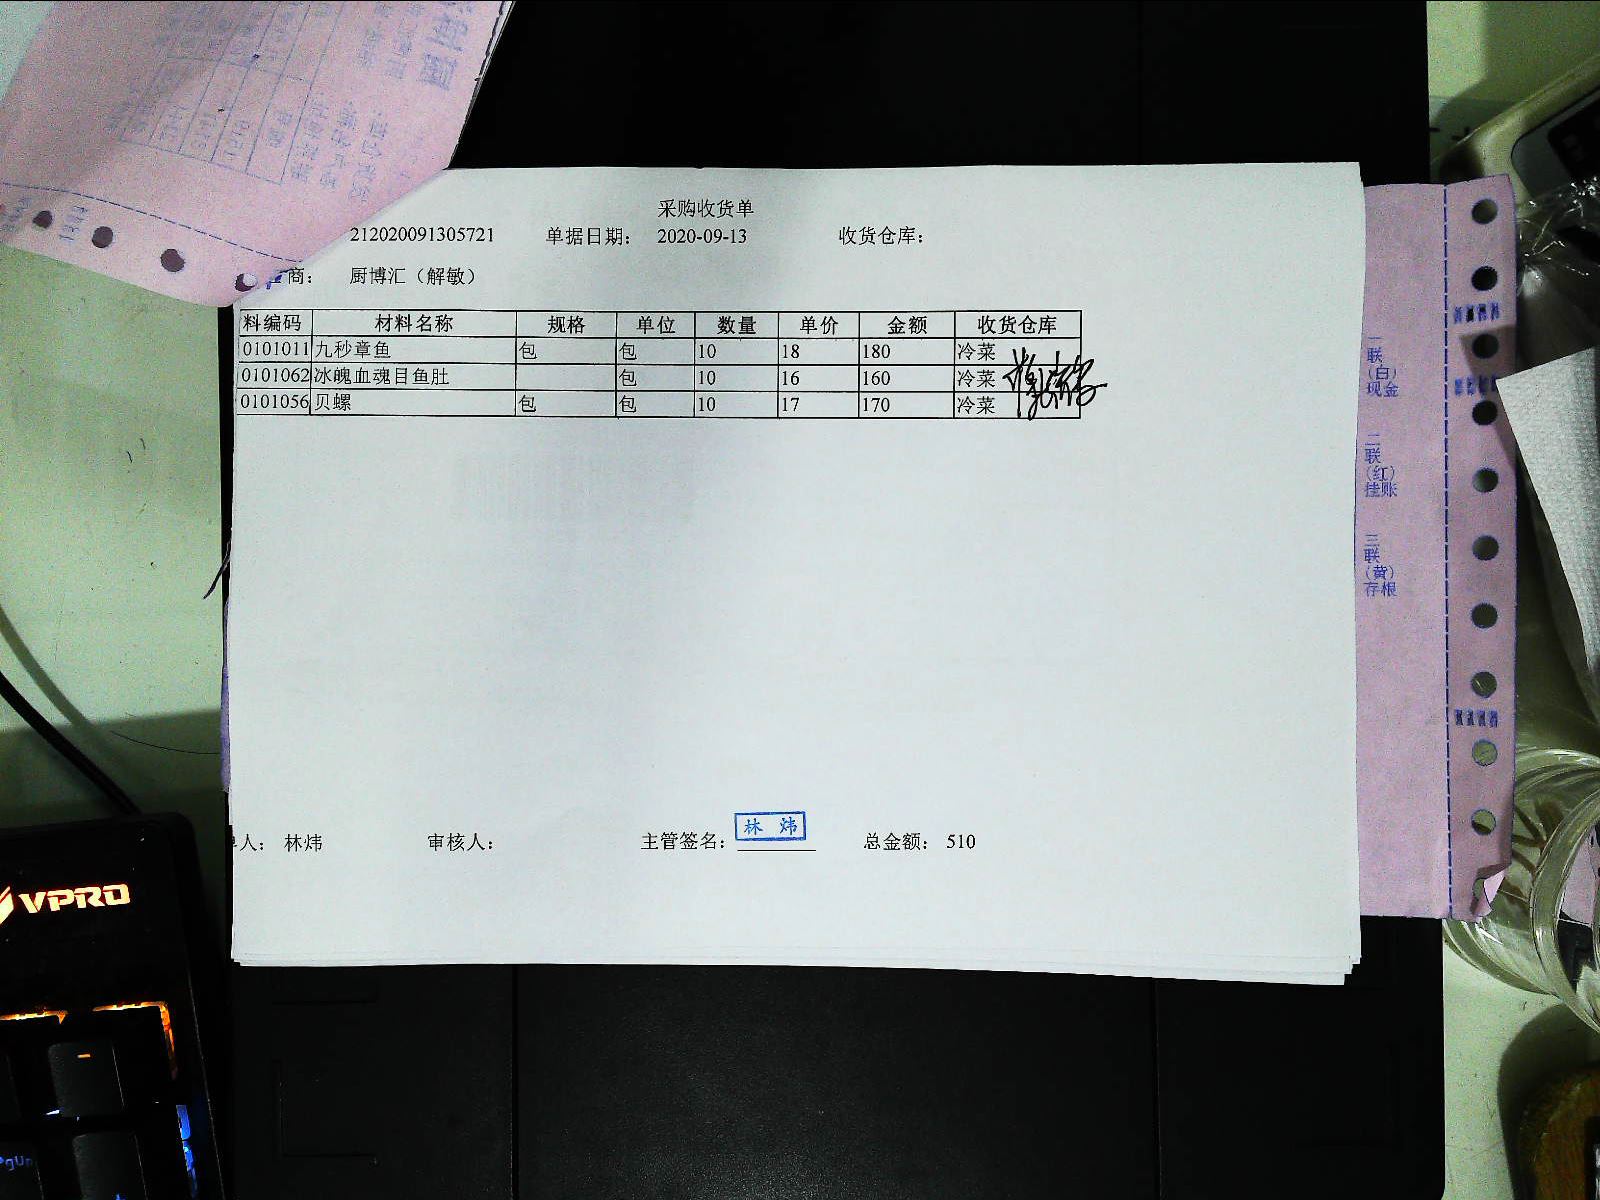 采购收货单
212020091305721 单据日期： 2020-09-13 收货仓库：
商： 厨博汇（解敏）
料编码 材料名称 规格 单位 数量 单价 金额 收货仓库
0101011 九秒章鱼 包 包 10 18 180 冷菜
0101062 冰魄血魂目鱼肚 包 10 16 160 冷菜
0101056 贝螺 包 包 10 17 170 冷菜
人： 林炜 审核人： 主管签名： 林 炜 总金额： 510
一联(白)现金
二联(红)挂账
三联(黄)存根
VPRO
PgUp